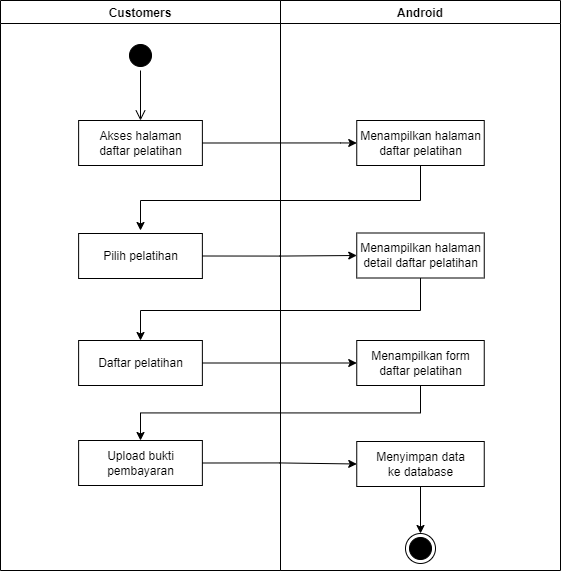 Customers
Android
Akses halaman
daftar pelatihan
Menampilkan halaman
daftar pelatihan
Pilih pelatihan
Menampilkan halaman
detail daftar pelatihan
Daftar pelatihan
Menampilkan form
daftar pelatihan
Upload bukti
pembayaran
Menyimpan data
ke database